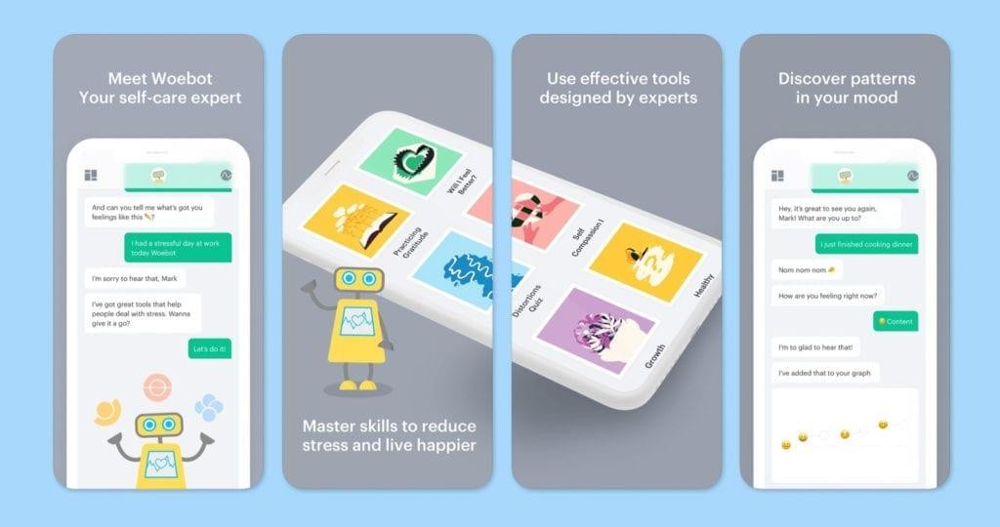 Meet Woebot
Your self-care expert
And can you tell me what's got you
feelings like this ✏️?
I had a stressful day at work
today Woebot
I'm sorry to hear that, Mark
I've got great tools that help
people deal with stress. Wanna
give it a go?
Let's do it!
Will I Feel
Better?
Practicing
Gratitude
Master skills to reduce
stress and live happier
Use effective tools
designed by experts
Self
Compassion I
Distortions
Quiz
Healthy
Growth
Discover patterns
in your mood
Hey, it's great to see you again,
Mark! What are you up to?
I just finished cooking dinner
Nom nom nom 🌮
How are you feeling right now?
😀 Content
I'm to glad to hear that!
I've added that to your graph